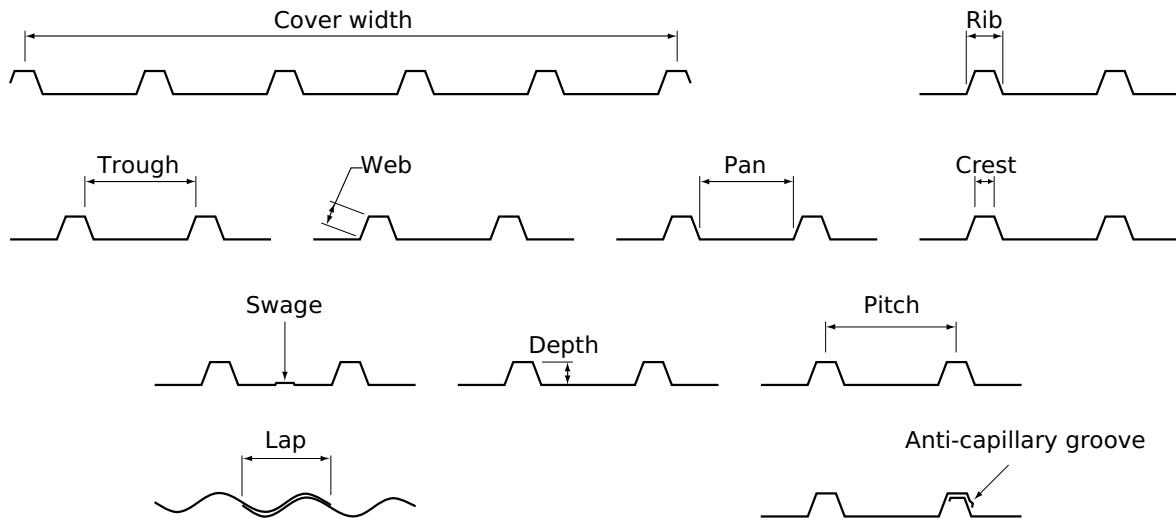 Cover width
Rib
Trough
Web
Pan
Crest
Swage
Depth
Pitch
Lap
Anti-capillary groove